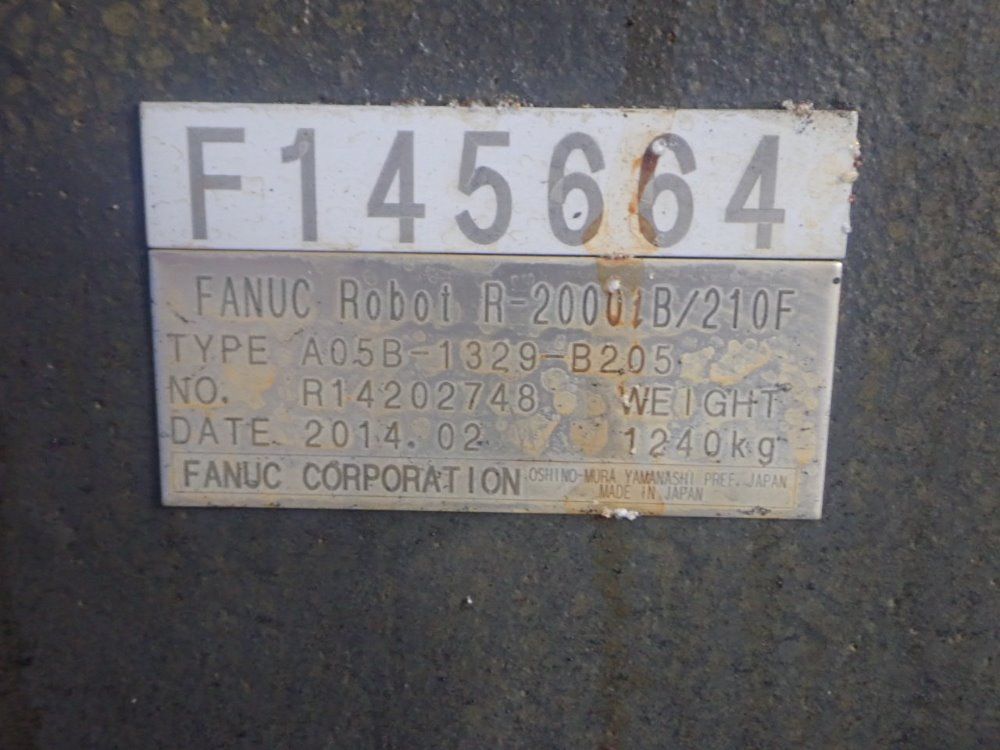 F145664
FANUC Robot R-2000iB/210F
TYPE A05B-1329-B205
NO. R14202748 WEIGHT
DATE 2014.02 1240kg
FANUC CORPORATION OSHINO-MURA YAMANASHI PREF. JAPAN
MADE IN JAPAN